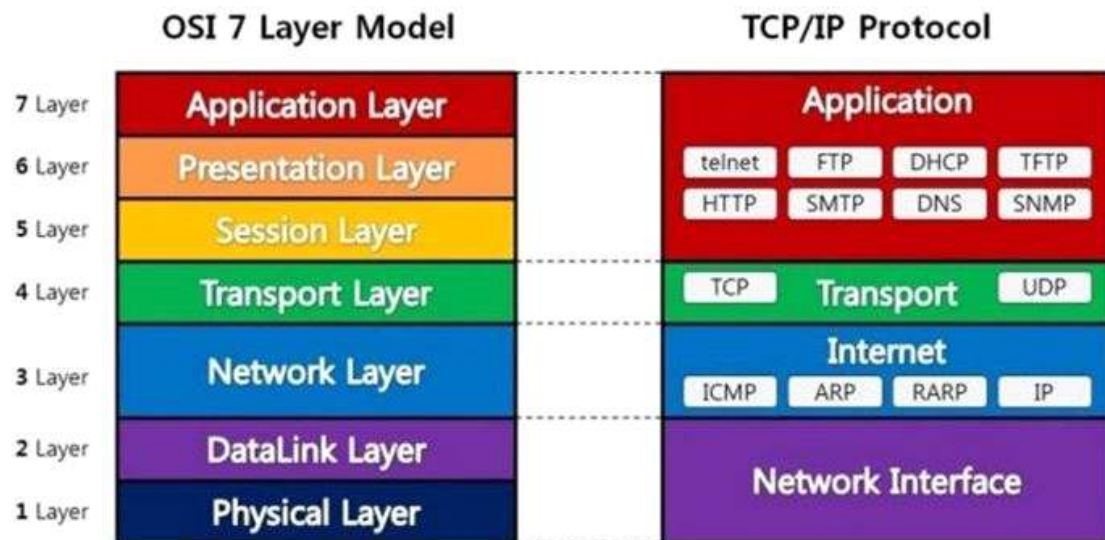 OSI 7 Layer Model
TCP/IP Protocol
7 Layer
Application Layer
6 Layer
Presentation Layer
5 Layer
Session Layer
4 Layer
Transport Layer
3 Layer
Network Layer
2 Layer
DataLink Layer
1 Layer
Physical Layer
Application
telnet FTP DHCP TFTP
HTTP SMTP DNS SNMP
TCP Transport UDP
Internet
ICMP ARP RARP IP
Network Interface